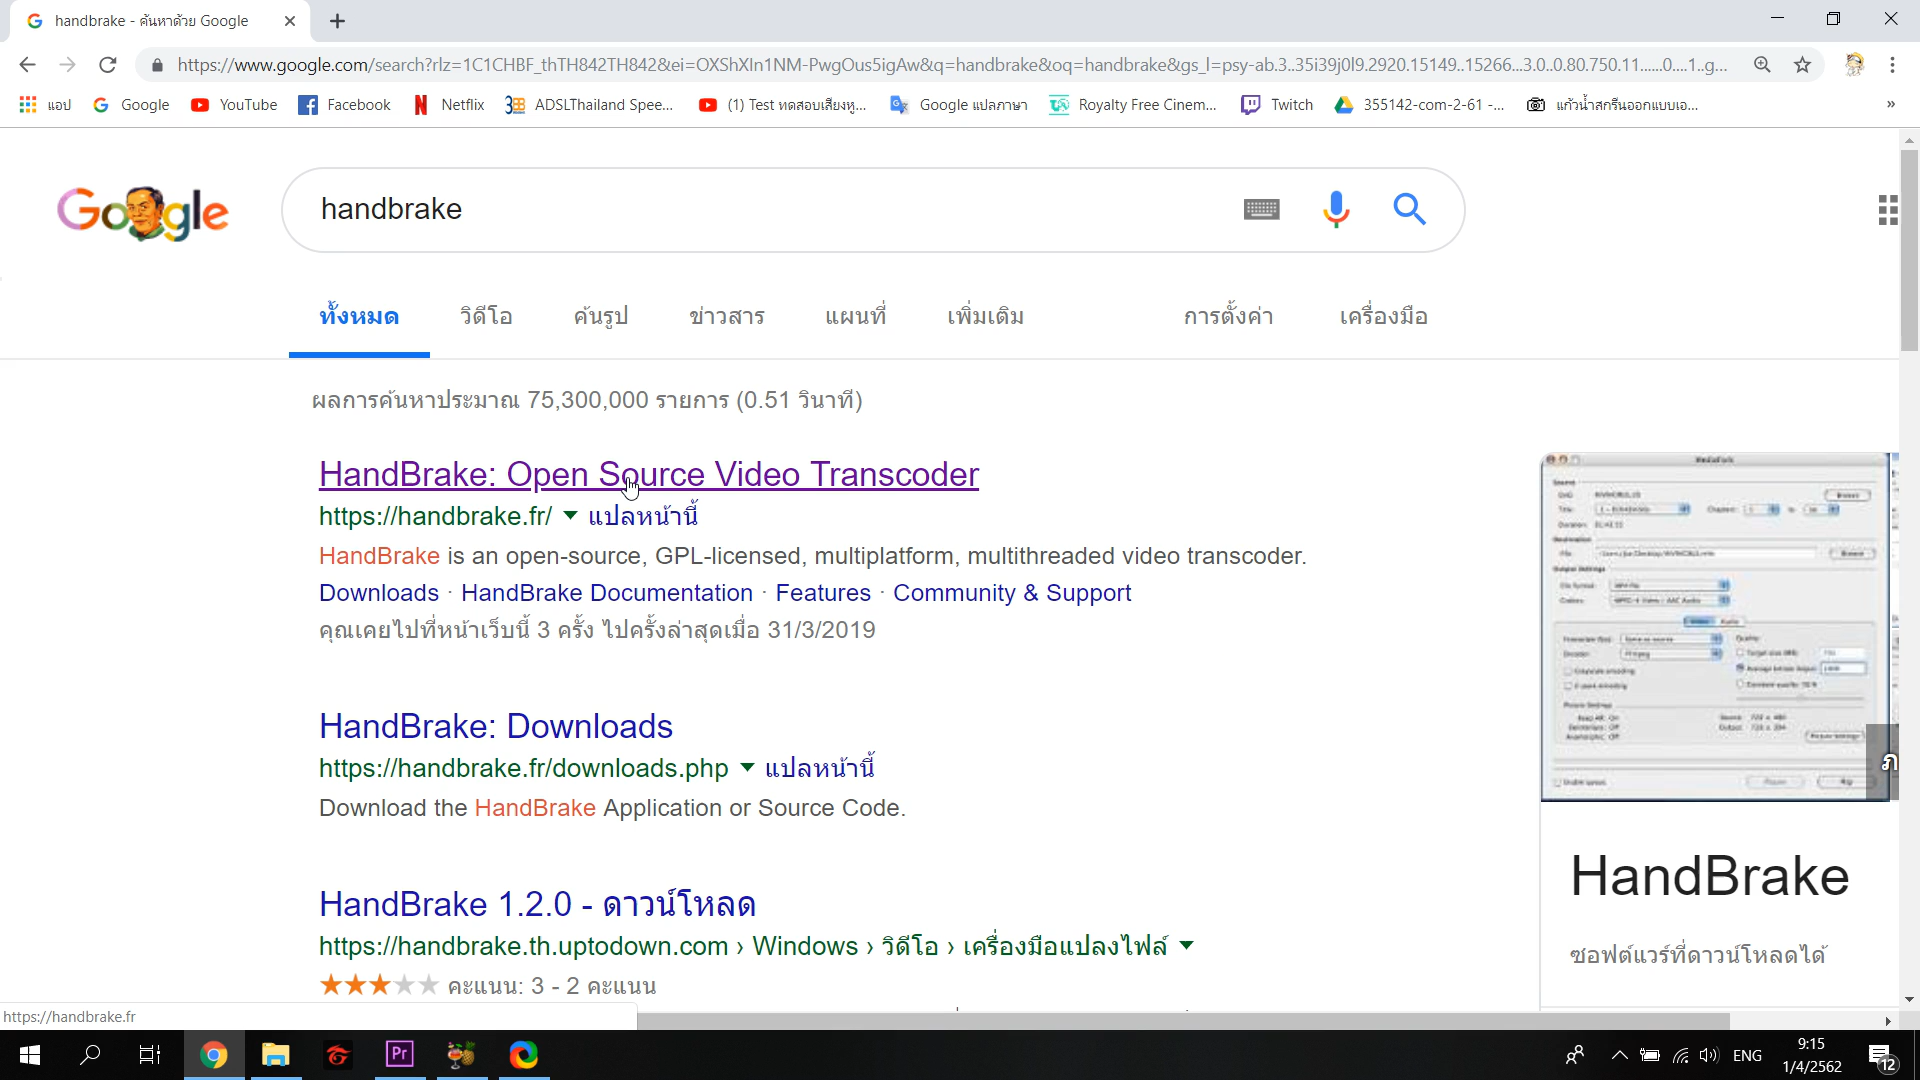 handbrake - ค้นหาด้วย Google
https://www.google.com/search?rlz=1C1CHBF_thTH842TH842&ei=OXShXIn1NM-PwgOus5igAw&q=handbrake&oq=handbrake&gs_l=psy-ab.3..35i39j0l9.2920.15149..15266...3.0..0.80.750.11......0....1..g...
แอป Google YouTube Facebook Netflix ADSLThailand Spee... (1) Test ทดสอบเสียงหู... Google แปลภาษา Royalty Free Cinem... Twitch 355142-com-2-61 -... แก้วน้ำสกรีนออกแบบเอ... »
Google
handbrake
ทั้งหมด วิดีโอ ค้นรูป ข่าวสาร แผนที่ เพิ่มเติม การตั้งค่า เครื่องมือ
ผลการค้นหาประมาณ 75,300,000 รายการ (0.51 วินาที)
HandBrake: Open Source Video Transcoder
https://handbrake.fr/ แปลหน้านี้
HandBrake is an open-source, GPL-licensed, multiplatform, multithreaded video transcoder.
Downloads · HandBrake Documentation · Features · Community & Support
คุณเคยไปที่หน้าเว็บนี้ 3 ครั้ง ไปครั้งล่าสุดเมื่อ 31/3/2019
HandBrake: Downloads
https://handbrake.fr/downloads.php แปลหน้านี้
Download the HandBrake Application or Source Code.
HandBrake 1.2.0 - ดาวน์โหลด
https://handbrake.th.uptodown.com › Windows › วิดีโอ › เครื่องมือแปลงไฟล์
คะแนน: 3 - 2 คะแนน
HandBrake
ซอฟต์แวร์ที่ดาวน์โหลดได้
https://handbrake.fr
Pr
ENG
9:15
1/4/2562
12